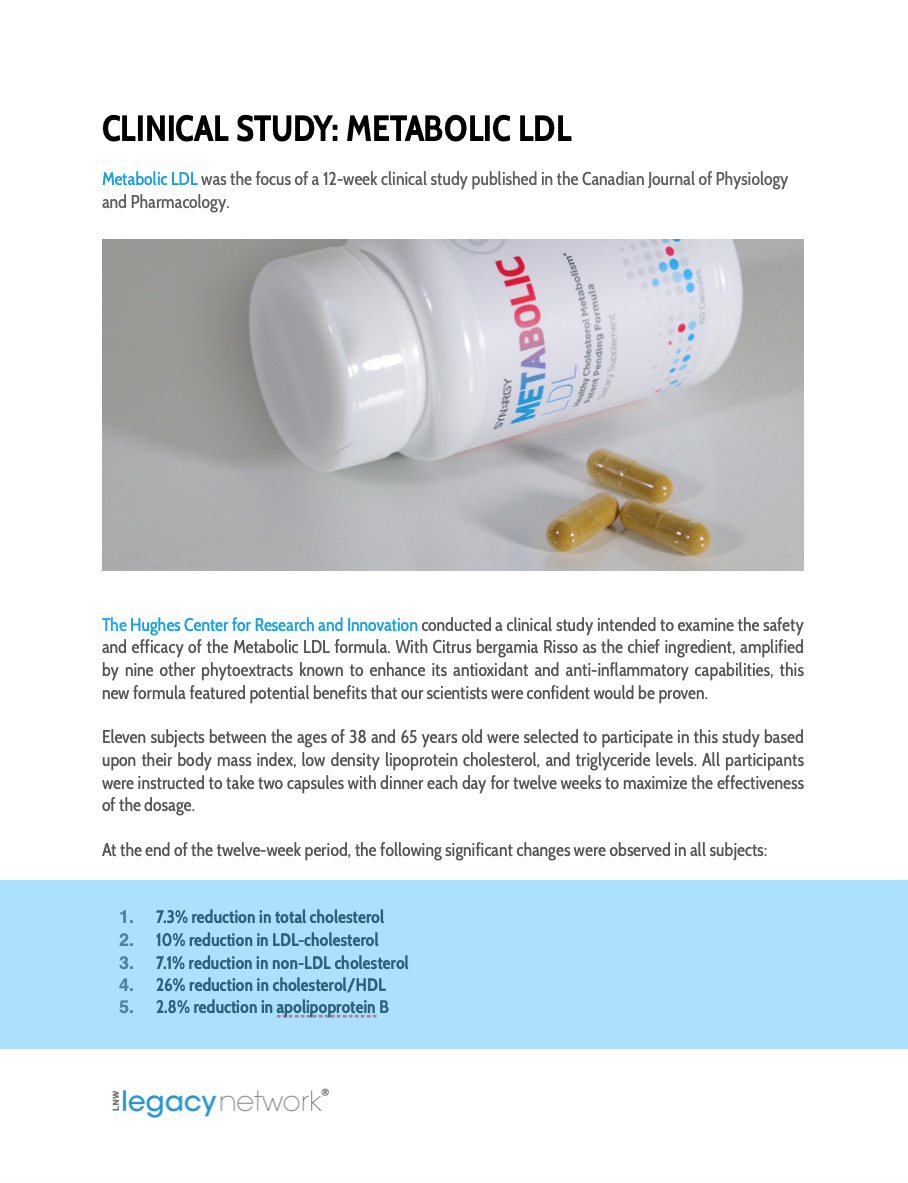 CLINICAL STUDY: METABOLIC LDL
Metabolic LDL was the focus of a 12-week clinical study published in the Canadian Journal of Physiology
and Pharmacology.
SYNERGY
METABOLIC
LDL
Healthy Cholesterol Metabolism*
Patent Pending Formula
Dietary Supplement
60 Capsules
The Hughes Center for Research and Innovation conducted a clinical study intended to examine the safety
and efficacy of the Metabolic LDL formula. With Citrus bergamia Risso as the chief ingredient, amplified
by nine other phytoextracts known to enhance its antioxidant and anti-inflammatory capabilities, this
new formula featured potential benefits that our scientists were confident would be proven.
Eleven subjects between the ages of 38 and 65 years old were selected to participate in this study based
upon their body mass index, low density lipoprotein cholesterol, and triglyceride levels. All participants
were instructed to take two capsules with dinner each day for twelve weeks to maximize the effectiveness
of the dosage.
At the end of the twelve-week period, the following significant changes were observed in all subjects:
1. 7.3% reduction in total cholesterol
2. 10% reduction in LDL-cholesterol
3. 7.1% reduction in non-LDL cholesterol
4. 26% reduction in cholesterol/HDL
5. 2.8% reduction in apolipoprotein B
LNW legacynetwork®